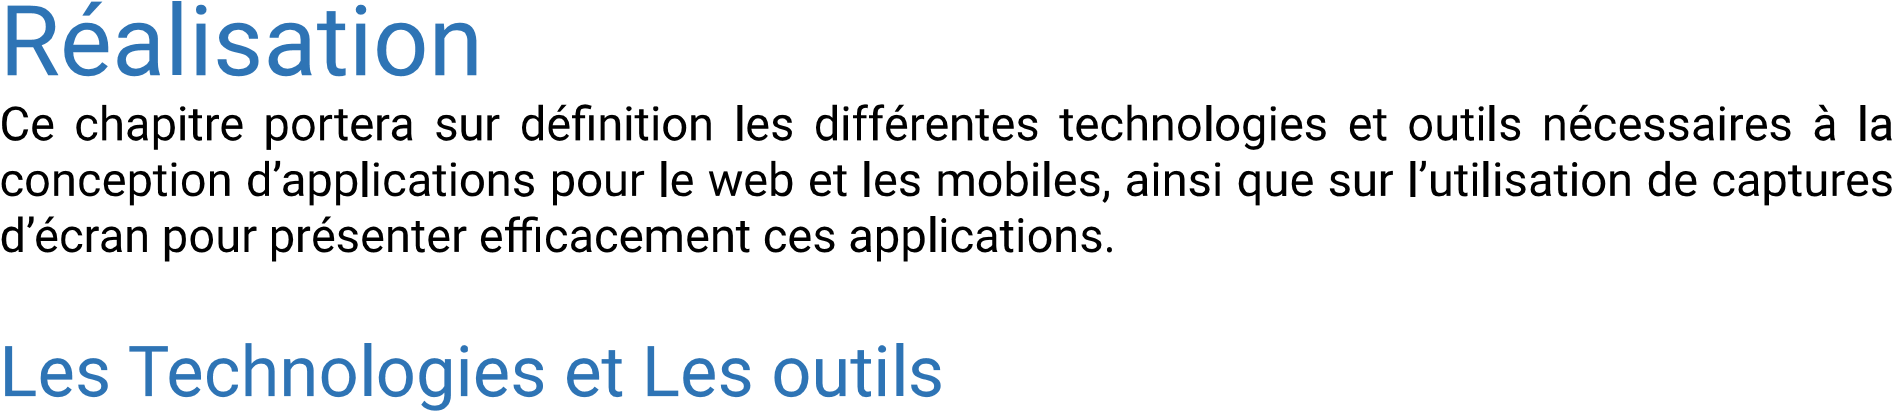 Réalisation
Ce chapitre portera sur définition les différentes technologies et outils nécessaires à la
conception d’applications pour le web et les mobiles, ainsi que sur l’utilisation de captures
d’écran pour présenter efficacement ces applications.
Les Technologies et Les outils